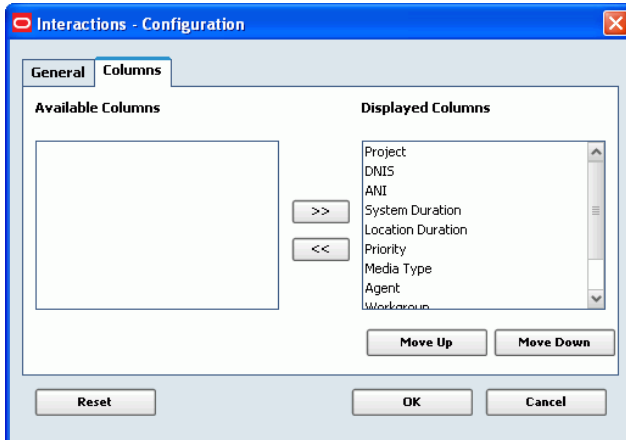 Interactions - Configuration
General
Columns
Available Columns
Displayed Columns
Project
DNIS
ANI
System Duration
Location Duration
Priority
Media Type
Agent
Workgroup
>>
<<
Move Up
Move Down
Reset
OK
Cancel